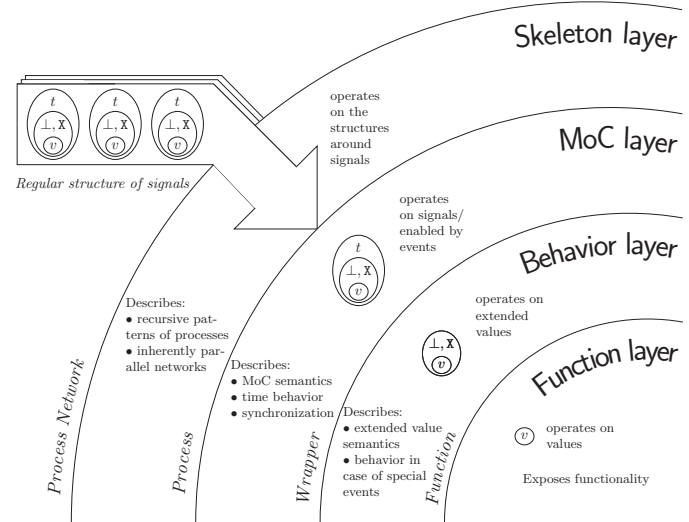 Skeleton layer
operates
on the
structures
around
signals
t t t
⊥, X ⊥, X ⊥, X
v v v
Regular structure of signals
MoC layer
operates
on signals/
enabled by
events
t
⊥, X
v
Behavior layer
operates on
extended
values
⊥, X
v
Function layer
v operates on
values
Exposes functionality
Describes:
• recursive pat-
terns of processes
• inherently par-
allel networks
Process Network
Describes:
• MoC semantics
• time behavior
• synchronization
Process
Describes:
• extended value
semantics
• behavior in
case of special
events
Wrapper
Function